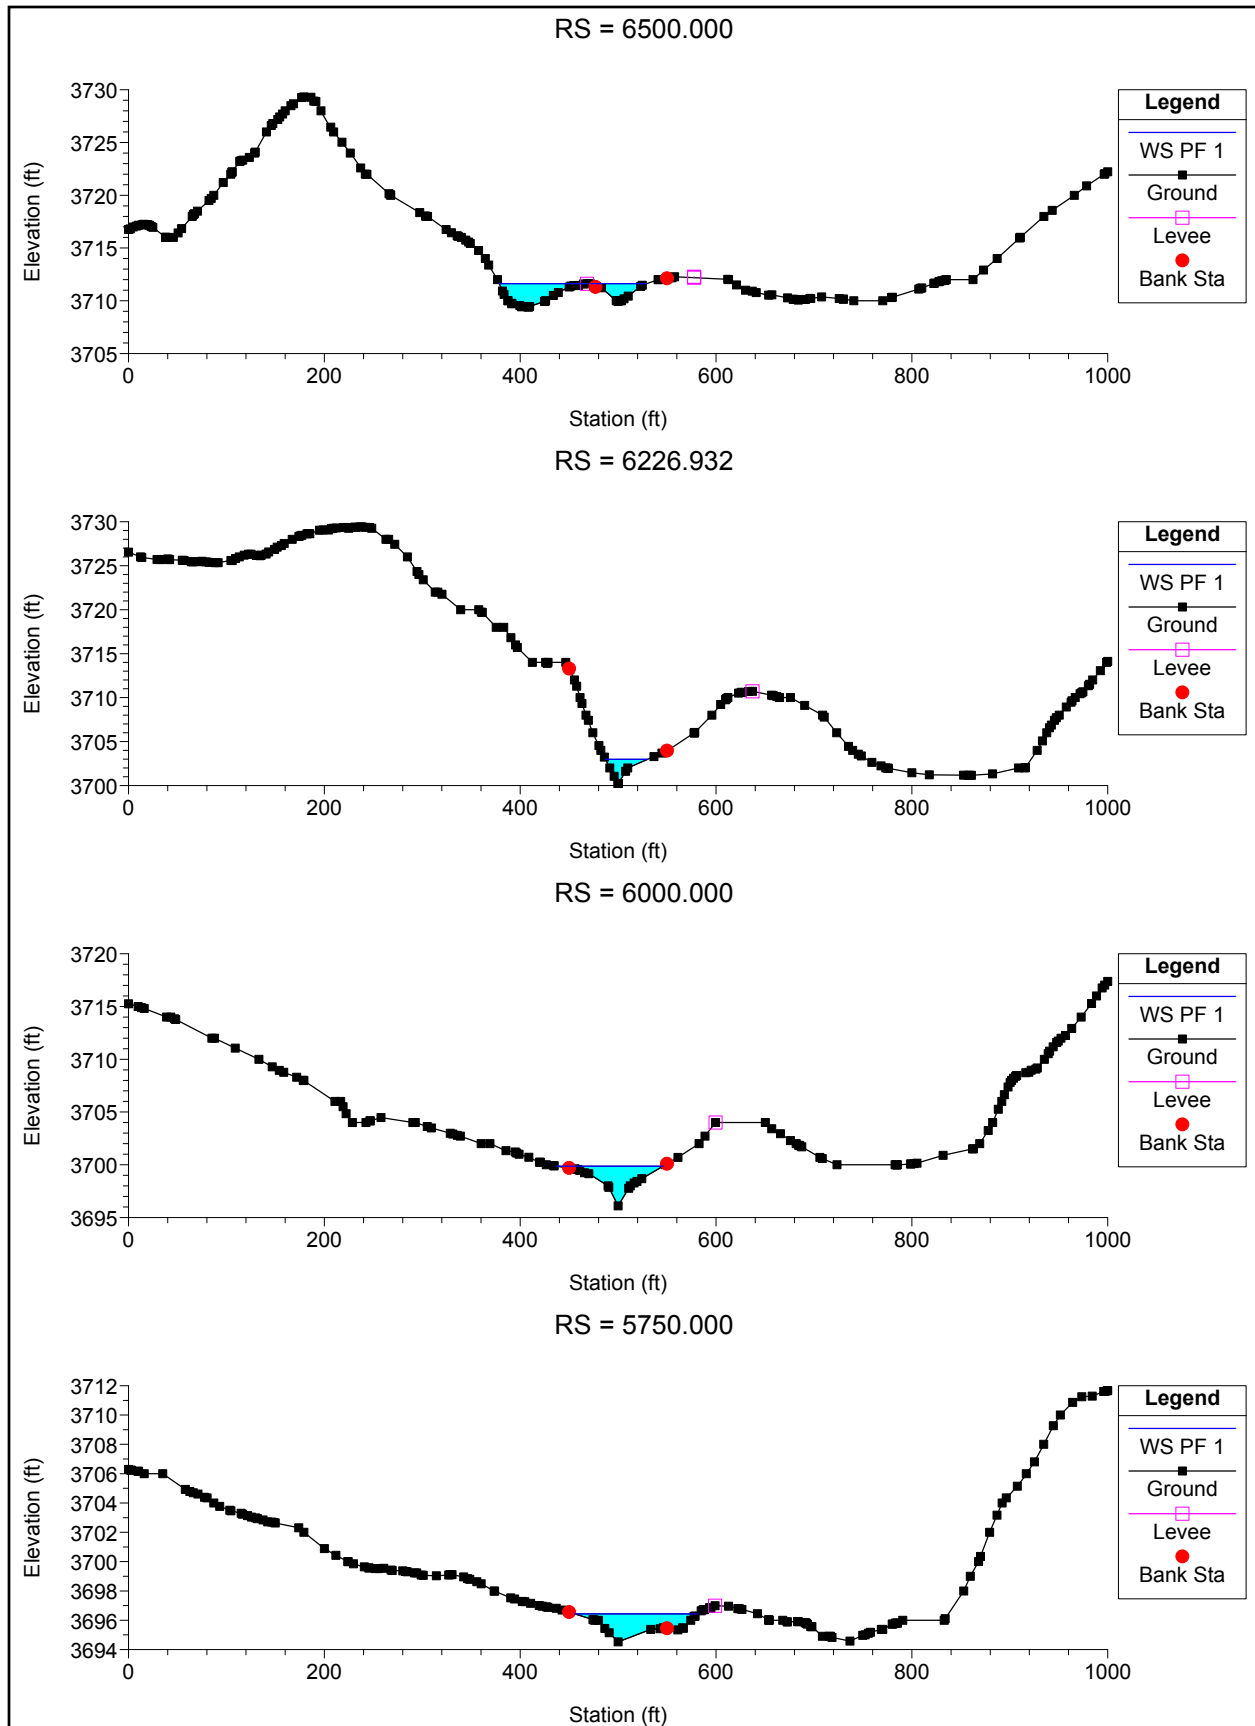 RS = 6500.000
3730
3725
3720
3715
3710
3705
Elevation (ft)
0 200 400 600 800 1000
Station (ft)
Legend
WS PF 1
Ground
Levee
Bank Sta
RS = 6226.932
3730
3725
3720
3715
3710
3705
3700
Elevation (ft)
0 200 400 600 800 1000
Station (ft)
Legend
WS PF 1
Ground
Levee
Bank Sta
RS = 6000.000
3720
3715
3710
3705
3700
3695
Elevation (ft)
0 200 400 600 800 1000
Station (ft)
Legend
WS PF 1
Ground
Levee
Bank Sta
RS = 5750.000
3712
3710
3708
3706
3704
3702
3700
3698
3696
3694
Elevation (ft)
0 200 400 600 800 1000
Station (ft)
Legend
WS PF 1
Ground
Levee
Bank Sta